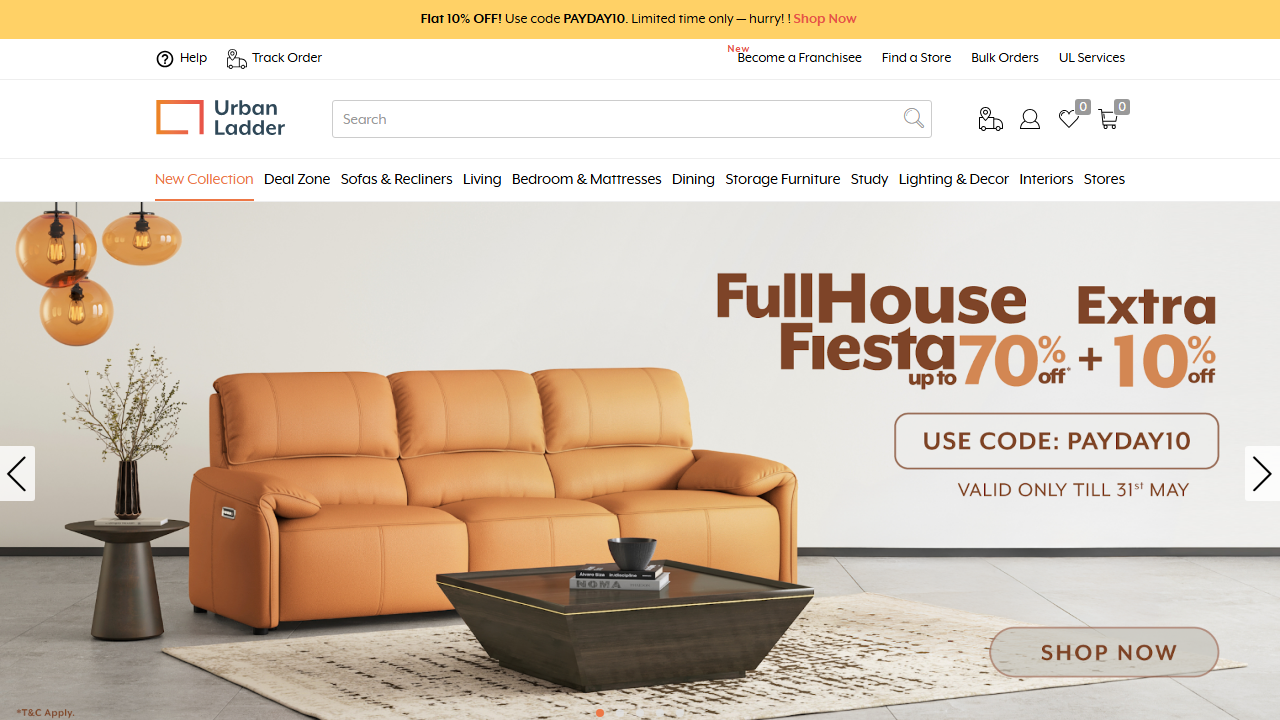 Flat 10% OFF! Use code PAYDAY10. Limited time only — hurry! ! Shop Now
Help
Track Order
New
Become a Franchisee
Find a Store
Bulk Orders
UL Services
Urban
Ladder
Search
0
0
New Collection
Deal Zone
Sofas & Recliners
Living
Bedroom & Mattresses
Dining
Storage Furniture
Study
Lighting & Decor
Interiors
Stores
FullHouse
Fiesta
up to 70% off*
+
Extra
10% off
USE CODE: PAYDAY10
VALID ONLY TILL 31st MAY
NOMA
SHOP NOW
*T&C Apply.